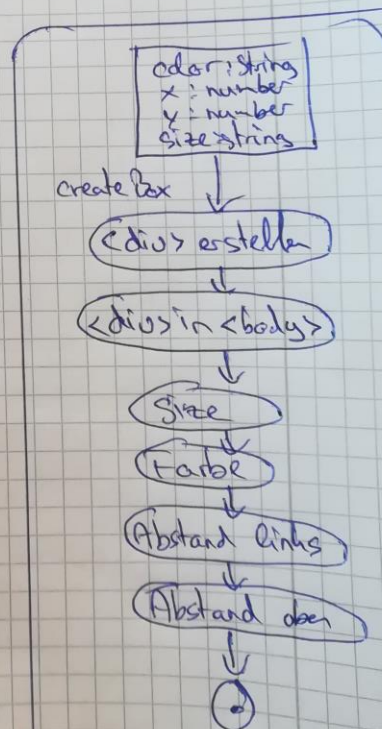 color: String
x: number
y: number
size: string
createBox
<div> erstellen
<div> in <body>
Size
Farbe
Abstand links
Abstand oben